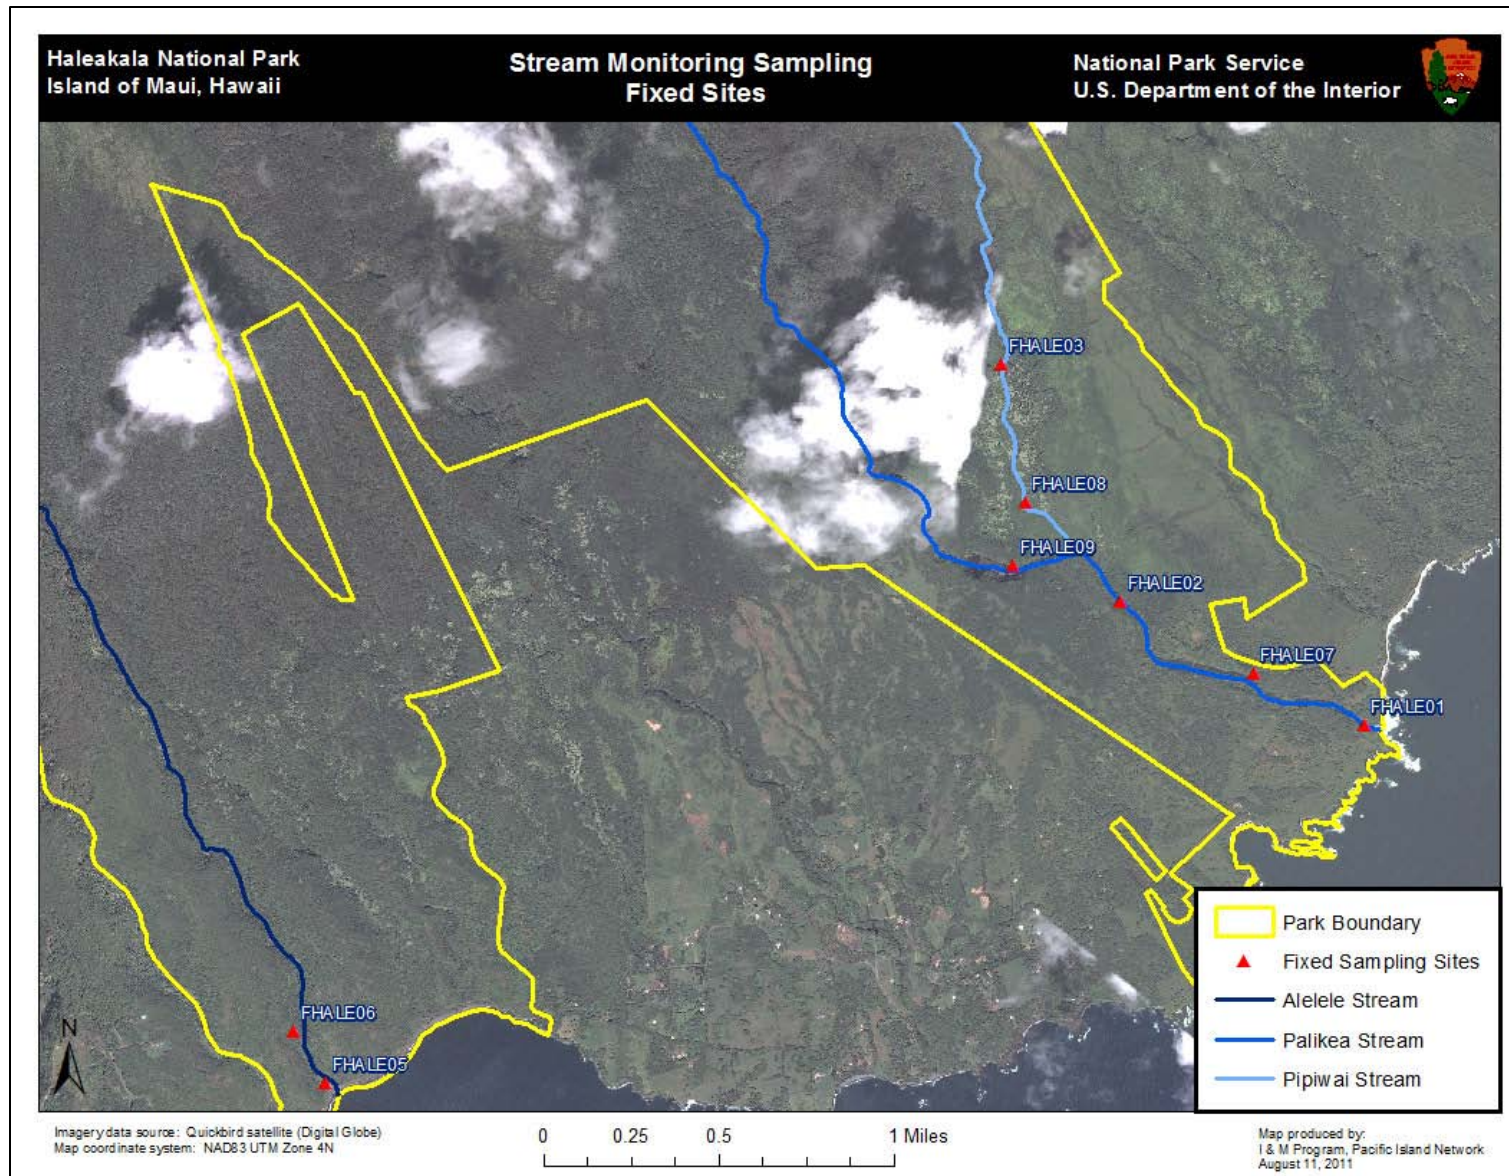 Haleakala National Park
Island of Maui, Hawaii
Stream Monitoring Sampling
Fixed Sites
National Park Service
U.S. Department of the Interior
FHALE03
FHALE08
FHALE09
FHALE02
FHALE07
FHALE01
FHALE06
FHALE05
N
Park Boundary
Fixed Sampling Sites
Alelele Stream
Palikea Stream
Pipiwai Stream
Imagery data source: Quickbird satellite (Digital Globe)
Map coordinate system: NAD83 UTM Zone 4N
0 0.25 0.5 1 Miles
Map produced by:
I & M Program, Pacific Island Network
August 11, 2011